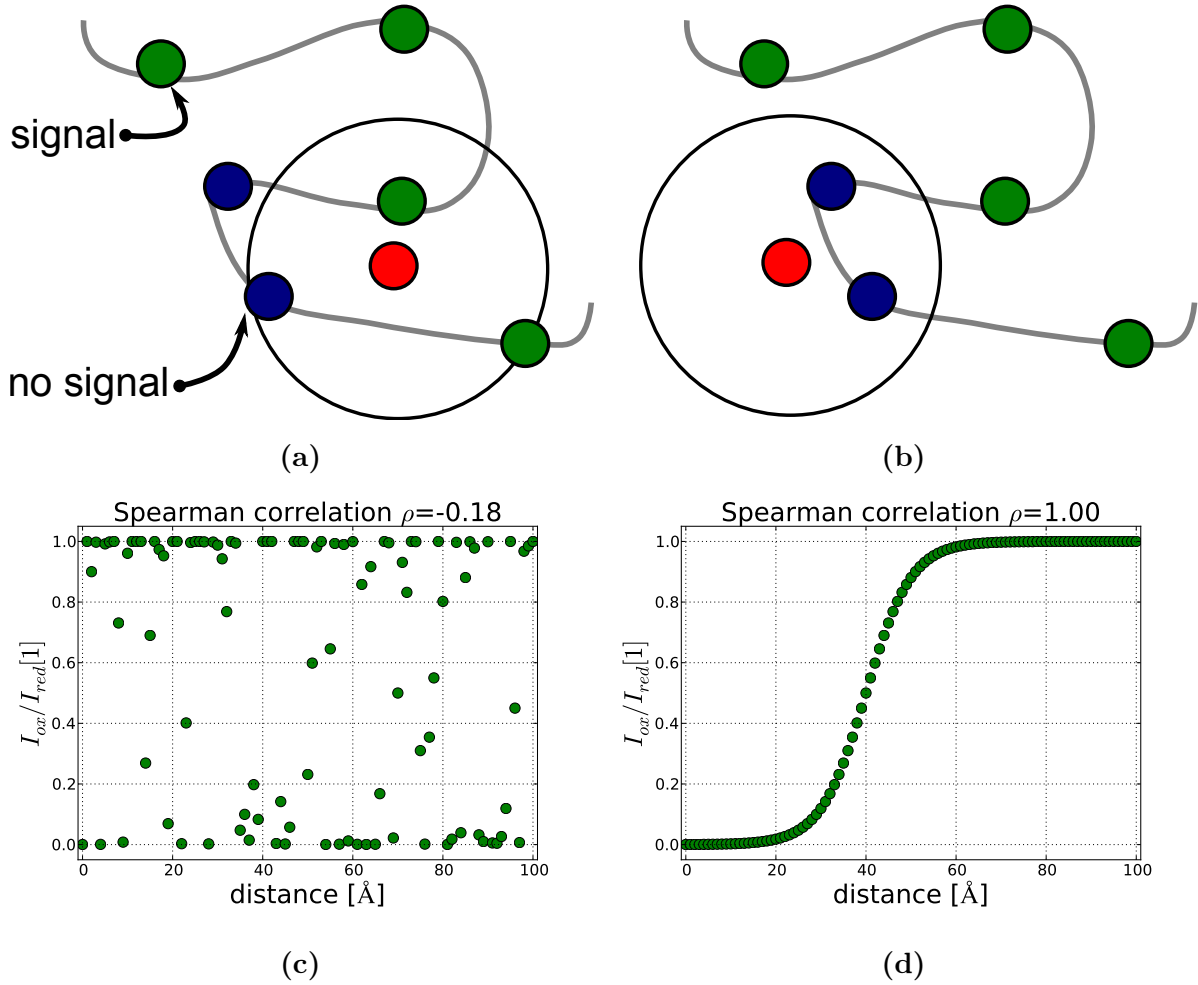 signal
no signal
(a)
(b)
Spearman correlation ρ=-0.18
1.0
0.8
0.6
0.4
0.2
0.0
I_ox/I_red[1]
0 20 40 60 80 100
distance [Å]
(c)
Spearman correlation ρ=1.00
1.0
0.8
0.6
0.4
0.2
0.0
I_ox/I_red[1]
0 20 40 60 80 100
distance [Å]
(d)